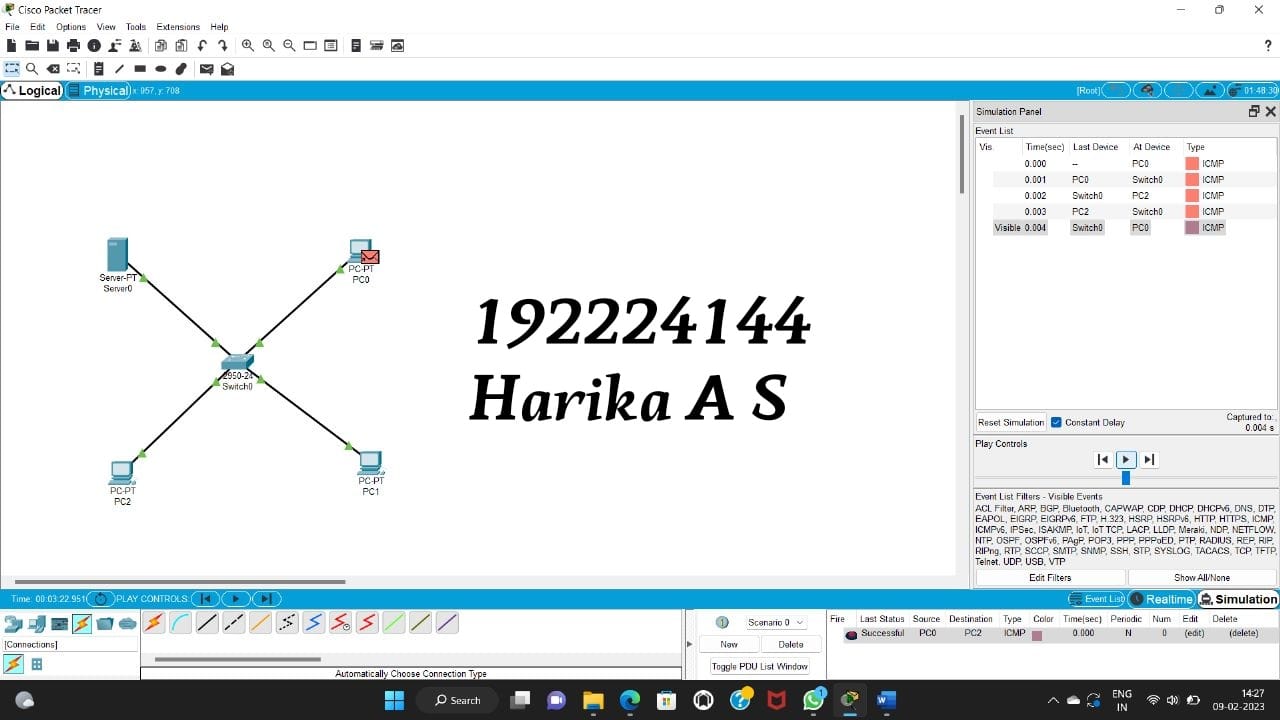 Cisco Packet Tracer
File Edit Options View Tools Extensions Help
?
Logical Physical x: 957, y: 708 [Root] 01:48:30
Simulation Panel
Event List
Vis. Time(sec) Last Device At Device Type
0.000 -- PC0 ICMP
0.001 PC0 Switch0 ICMP
0.002 Switch0 PC2 ICMP
0.003 PC2 Switch0 ICMP
Visible 0.004 Switch0 PC0 ICMP
Server-PT
Server0
PC-PT
PC0
2950-24
Switch0
PC-PT
PC2
PC-PT
PC1
192224144
Harika A S
Reset Simulation Constant Delay Captured to:
0.004 s
Play Controls
Event List Filters - Visible Events
ACL Filter, ARP, BGP, Bluetooth, CAPWAP, CDP, DHCP, DHCPv6, DNS, DTP,
EAPOL, EIGRP, EIGRPv6, FTP, H.323, HSRP, HSRPv6, HTTP, HTTPS, ICMP,
ICMPv6, IPSec, ISAKMP, IoT, IoT TCP, LACP, LLDP, Meraki, NDP, NETFLOW,
NTP, OSPF, OSPFv6, PAgP, POP3, PPP, PPPoED, PTP, RADIUS, REP, RIP,
RIPng, RTP, SCCP, SMTP, SNMP, SSH, STP, SYSLOG, TACACS, TCP, TFTP,
Telnet, UDP, USB, VTP
Edit Filters Show All/None
Time: 00:03:22.951 PLAY CONTROLS: Event List Realtime Simulation
[Connections]
Automatically Choose Connection Type
Scenario 0
New Delete
Toggle PDU List Window
Fire Last Status Source Destination Type Color Time(sec) Periodic Num Edit Delete
Successful PC0 PC2 ICMP 0.000 N 0 (edit) (delete)
Search
1
ENG
IN
14:27
09-02-2023